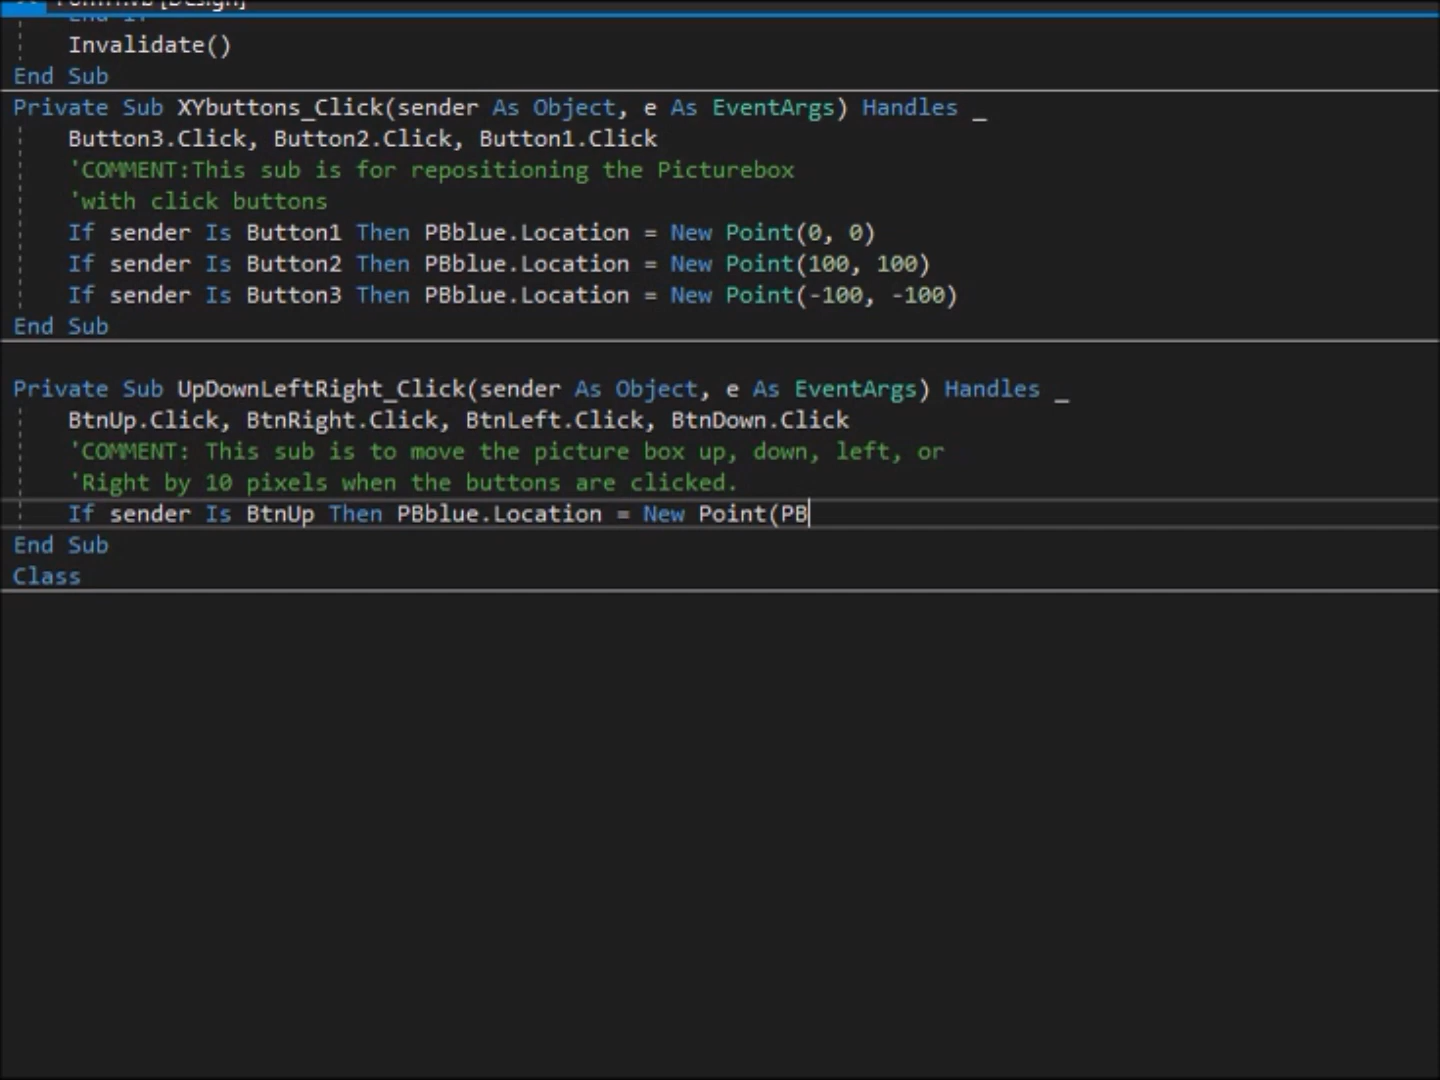 Invalidate()
End Sub
Private Sub XYbuttons_Click(sender As Object, e As EventArgs) Handles _
Button3.Click, Button2.Click, Button1.Click
'COMMENT:This sub is for repositioning the Picturebox
'with click buttons
If sender Is Button1 Then PBblue.Location = New Point(0, 0)
If sender Is Button2 Then PBblue.Location = New Point(100, 100)
If sender Is Button3 Then PBblue.Location = New Point(-100, -100)
End Sub
Private Sub UpDownLeftRight_Click(sender As Object, e As EventArgs) Handles _
BtnUp.Click, BtnRight.Click, BtnLeft.Click, BtnDown.Click
'COMMENT: This sub is to move the picture box up, down, left, or
'Right by 10 pixels when the buttons are clicked.
If sender Is BtnUp Then PBblue.Location = New Point(PB
End Sub
Class